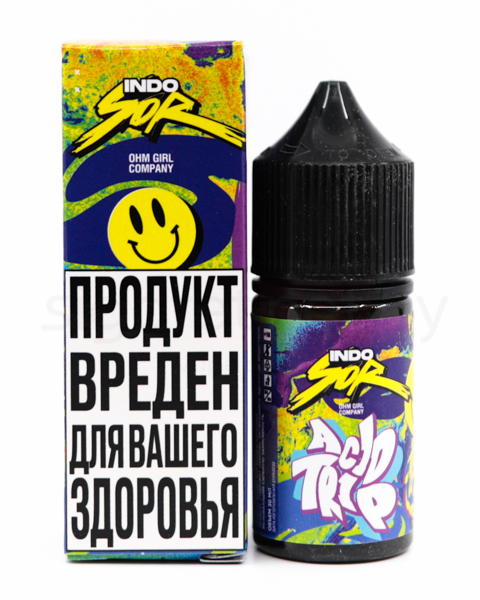 INDO
SOR
OHM GIRL
COMPANY
ПРОДУКТ
ВРЕДЕН
ДЛЯ ВАШЕГО
ЗДОРОВЬЯ
INDO
SOR
OHM GIRL
COMPANY
ACID
TRIP